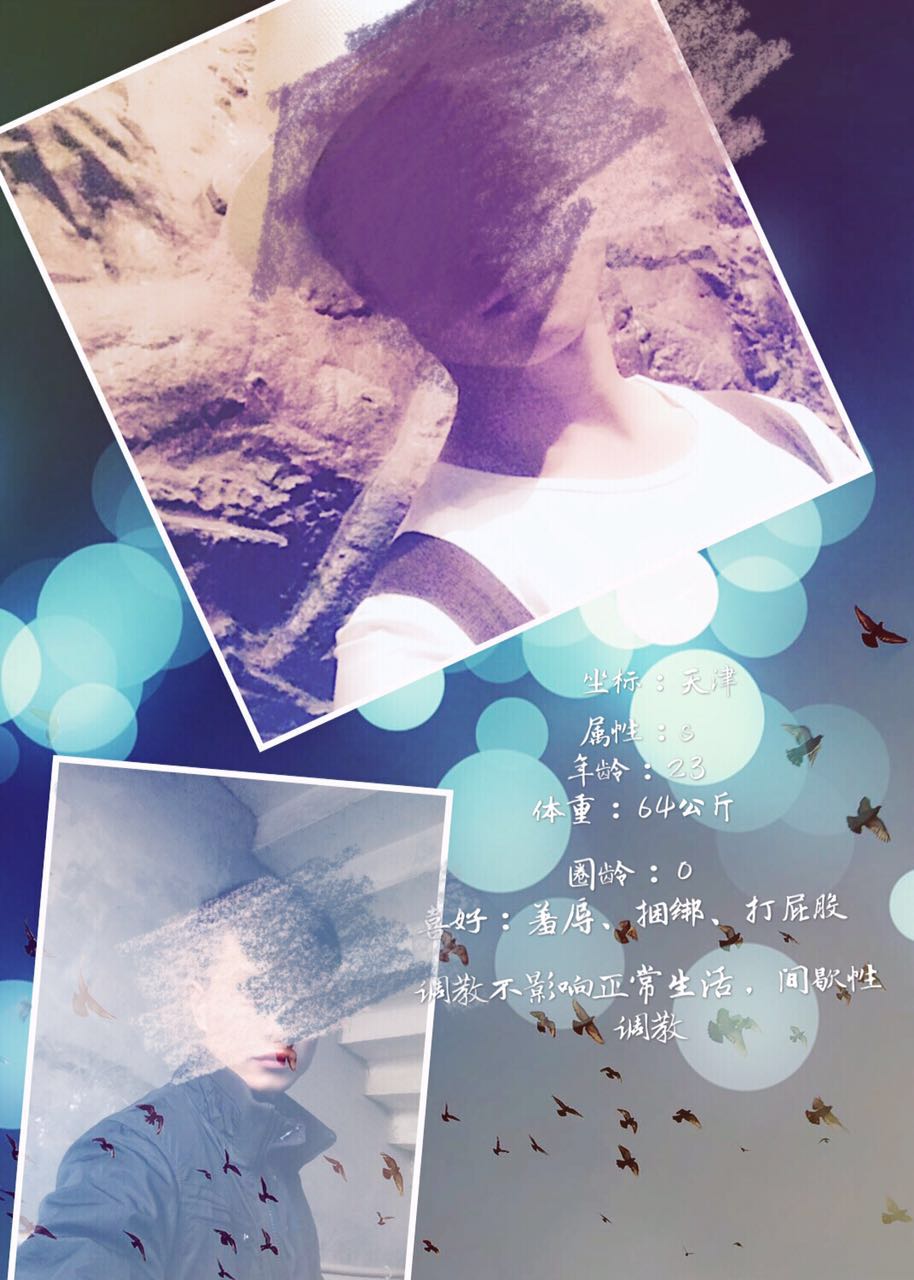 坐标：天津
属性：s
年龄：23
体重：64公斤
圈龄：0
喜好：羞辱、捆绑、打屁股
调教不影响正常生活，间歇性
调教